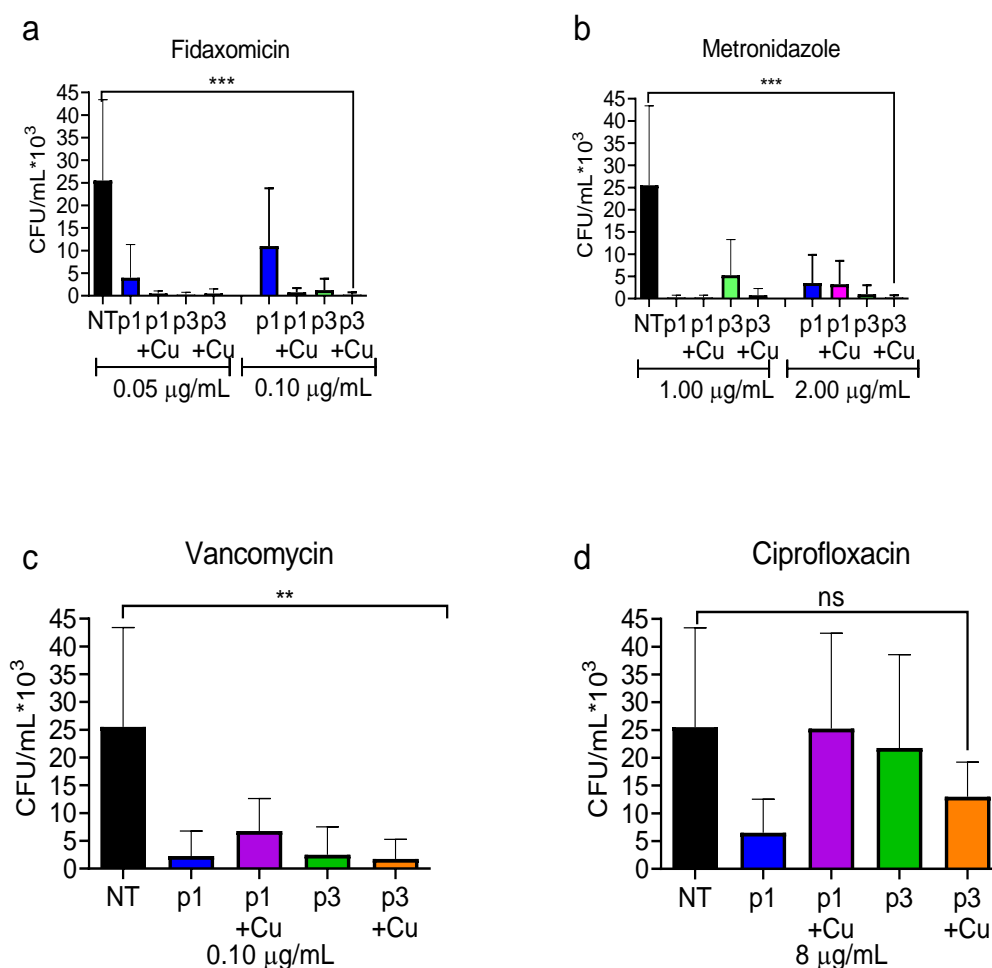 a
Fidaxomicin
***
45
40
35
30
25
20
15
10
5
0
CFU/mL*10³
NT p1 p1 p3 p3 p1 p1 p3 p3
+Cu +Cu +Cu +Cu
0.05 μg/mL 0.10 μg/mL
b
Metronidazole
***
45
40
35
30
25
20
15
10
5
0
CFU/mL*10³
NT p1 p1 p3 p3 p1 p1 p3 p3
+Cu +Cu +Cu +Cu
1.00 μg/mL 2.00 μg/mL
c
Vancomycin
**
45
40
35
30
25
20
15
10
5
0
CFU/mL*10³
NT p1 p1 p3 p3
+Cu +Cu
0.10 μg/mL
d
Ciprofloxacin
ns
45
40
35
30
25
20
15
10
5
0
CFU/mL*10³
NT p1 p1 p3 p3
+Cu +Cu
8 μg/mL